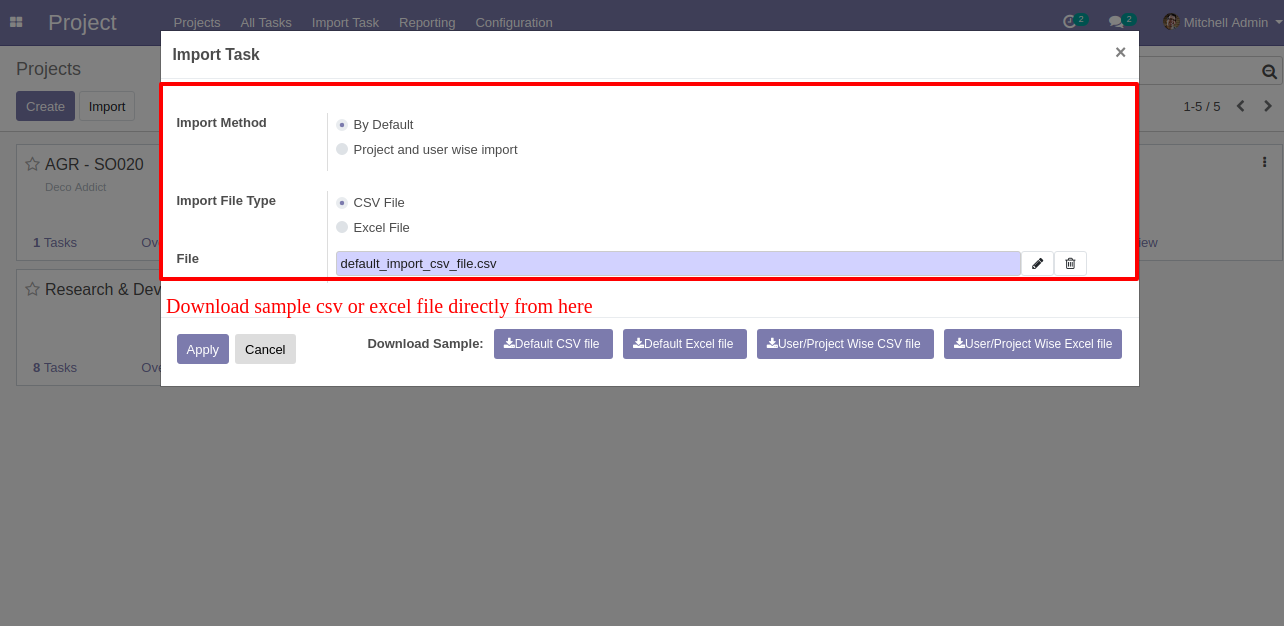 Project Projects All Tasks Import Task Reporting Configuration 2 2 Mitchell Admin
Import Task ×
Projects
Create Import
1-5 / 5
Import Method
By Default
Project and user wise import
AGR - SO020
Deco Addict
1 Tasks
Import File Type
CSV File
Excel File
File
default_import_csv_file.csv
Research & Dev
Download sample csv or excel file directly from here
8 Tasks
Apply Cancel Download Sample: Default CSV file Default Excel file User/Project Wise CSV file User/Project Wise Excel file